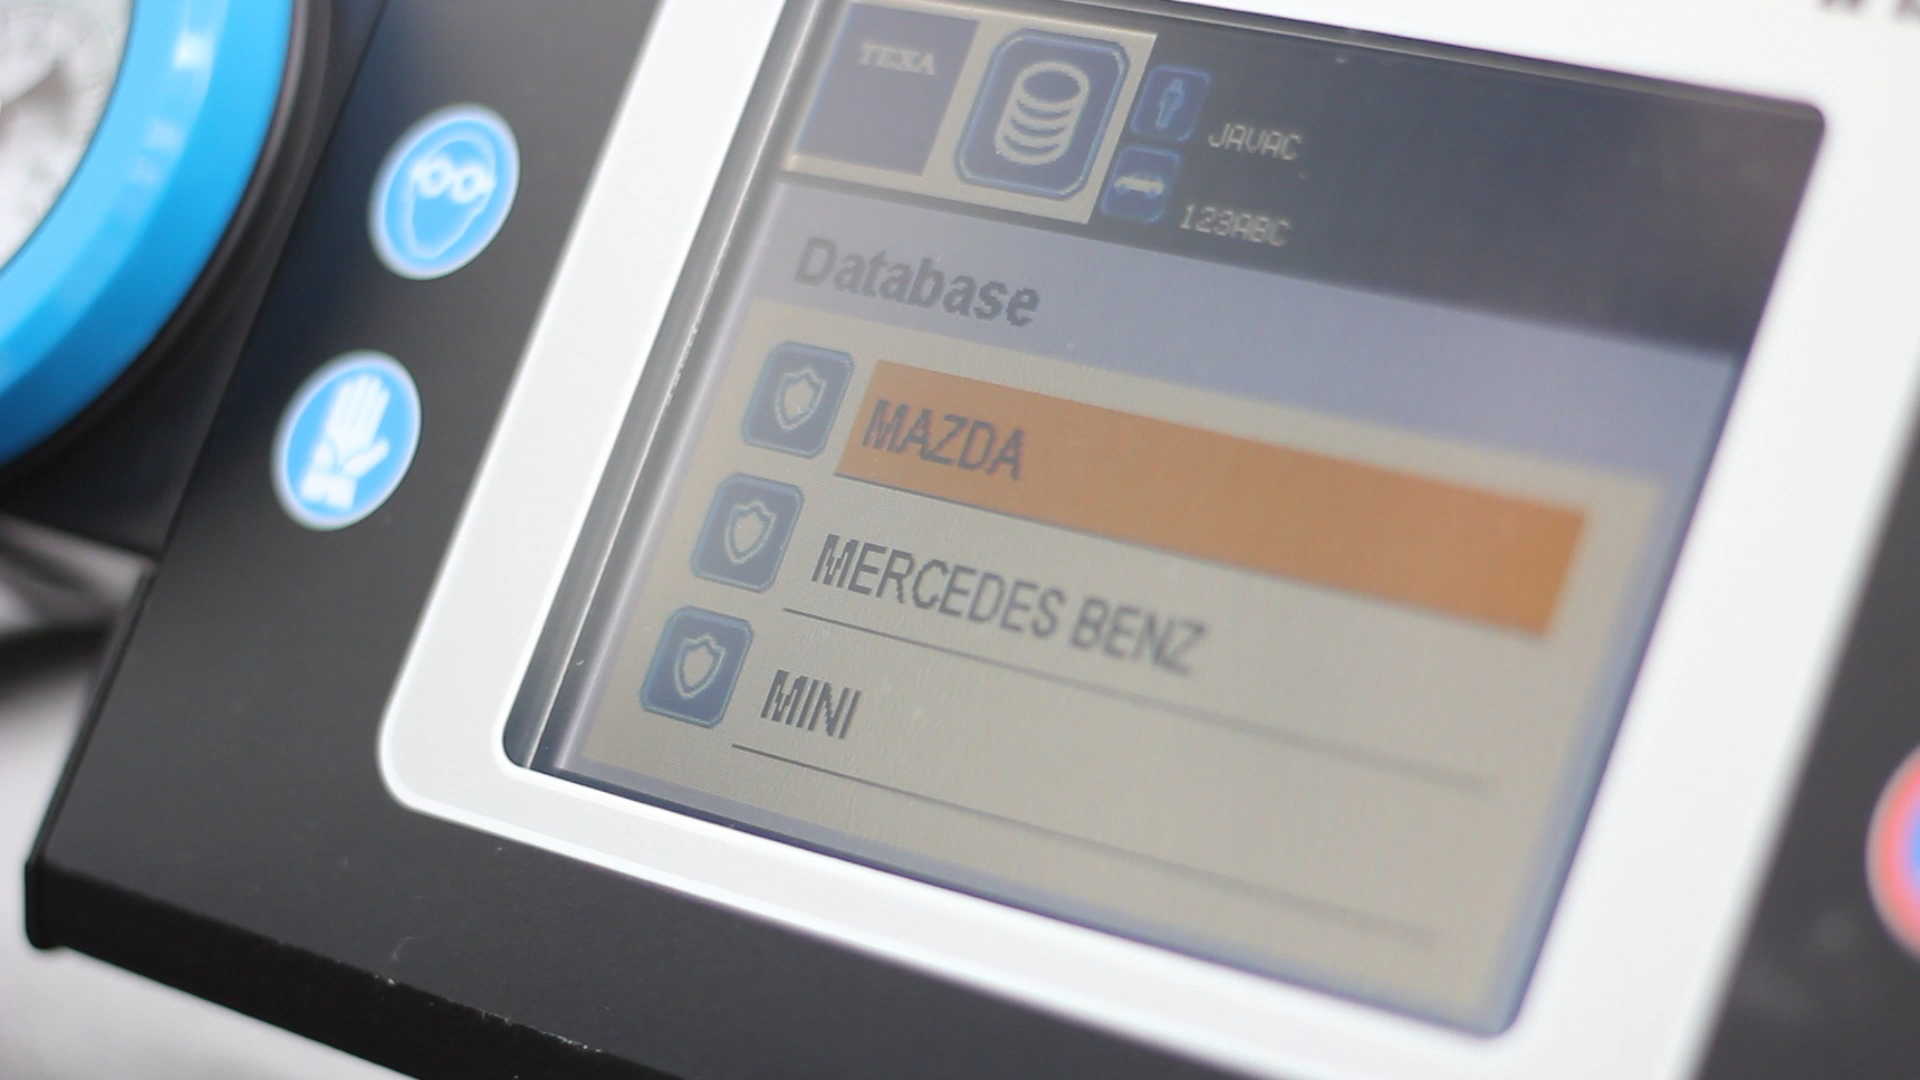 TEXA
JAVAC
123ABC
Database
MAZDA
MERCEDES BENZ
MINI